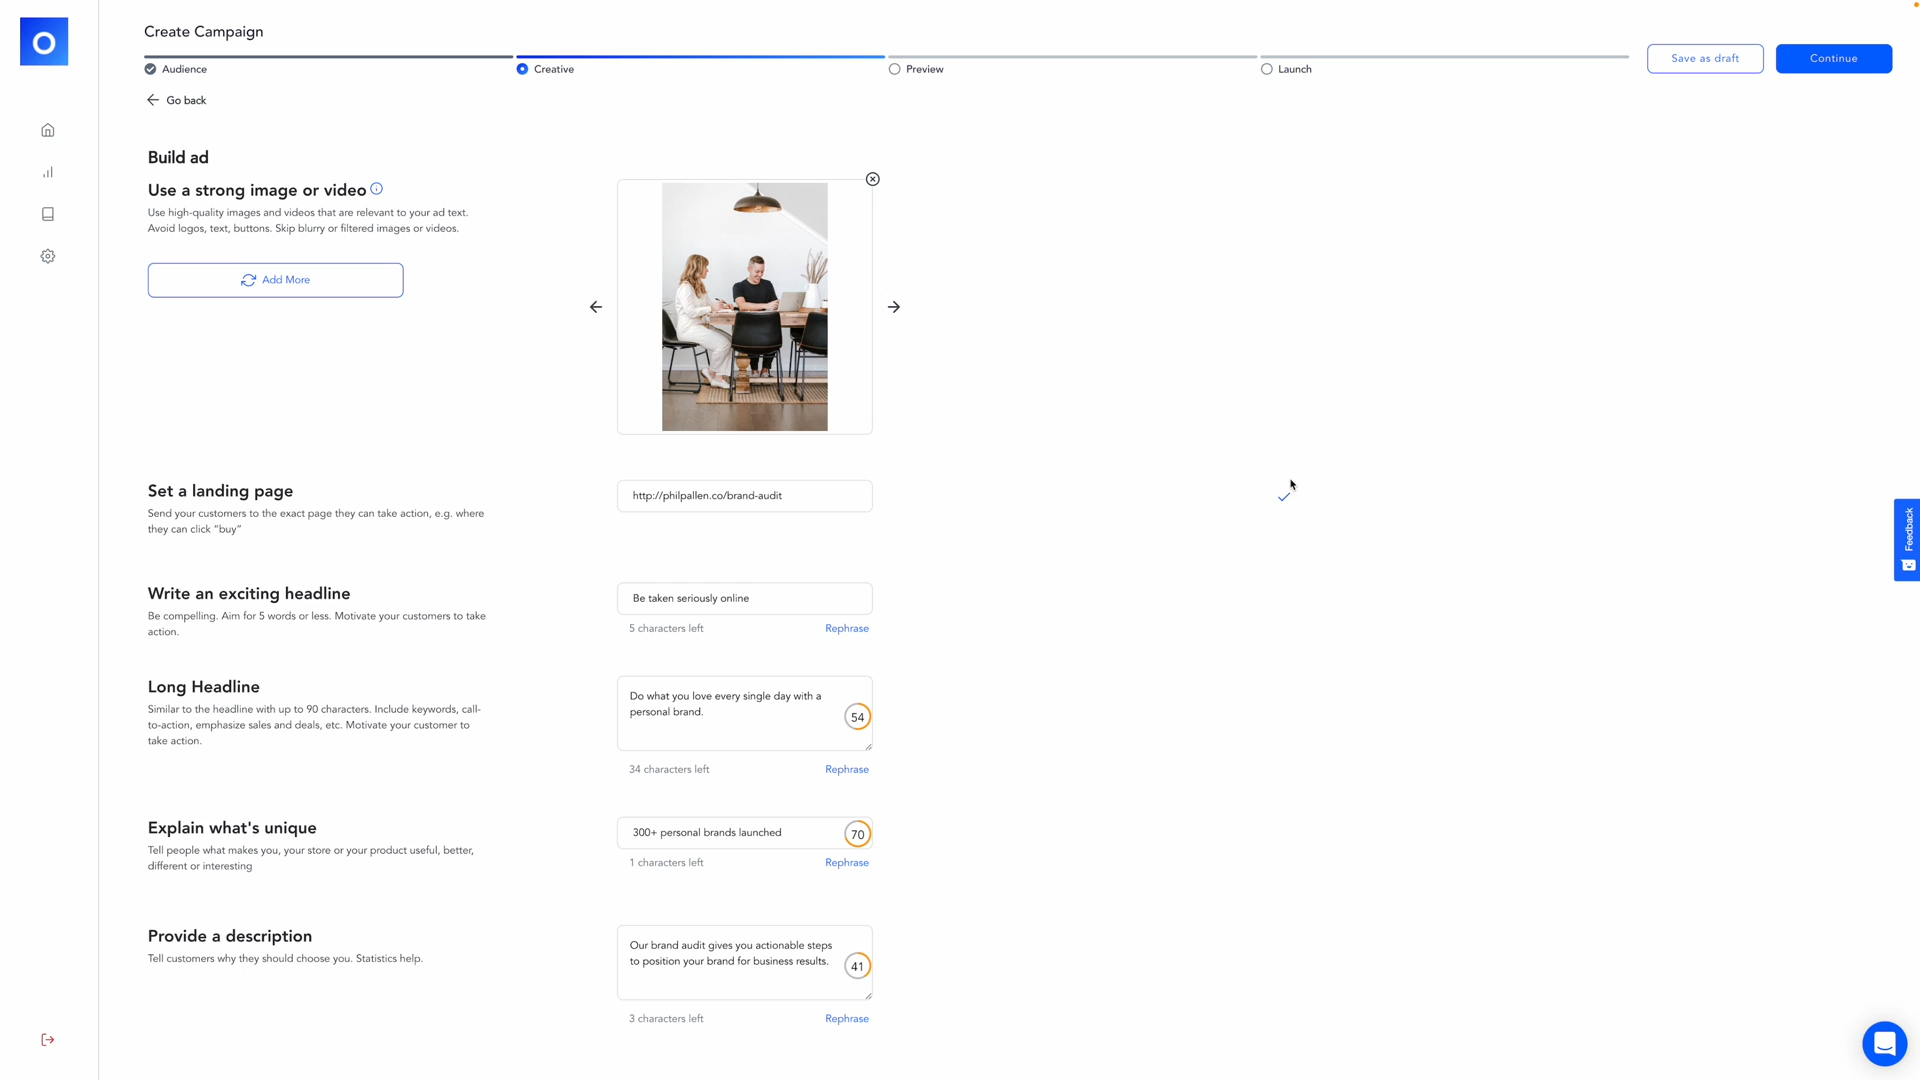 Create Campaign
Audience
Creative
Preview
Launch
Save as draft
Continue
Go back
Build ad
Use a strong image or video
Use high-quality images and videos that are relevant to your ad text.
Avoid logos, text, buttons. Skip blurry or filtered images or videos.
Add More
Set a landing page
Send your customers to the exact page they can take action, e.g. where
they can click “buy”
http://philpallen.co/brand-audit
Feedback
Write an exciting headline
Be compelling. Aim for 5 words or less. Motivate your customers to take
action.
Be taken seriously online
5 characters left
Rephrase
Long Headline
Similar to the headline with up to 90 characters. Include keywords, call-
to-action, emphasize sales and deals, etc. Motivate your customer to
take action.
Do what you love every single day with a
personal brand.
54
34 characters left
Rephrase
Explain what's unique
Tell people what makes you, your store or your product useful, better,
different or interesting
300+ personal brands launched
70
1 characters left
Rephrase
Provide a description
Tell customers why they should choose you. Statistics help.
Our brand audit gives you actionable steps
to position your brand for business results.
41
3 characters left
Rephrase